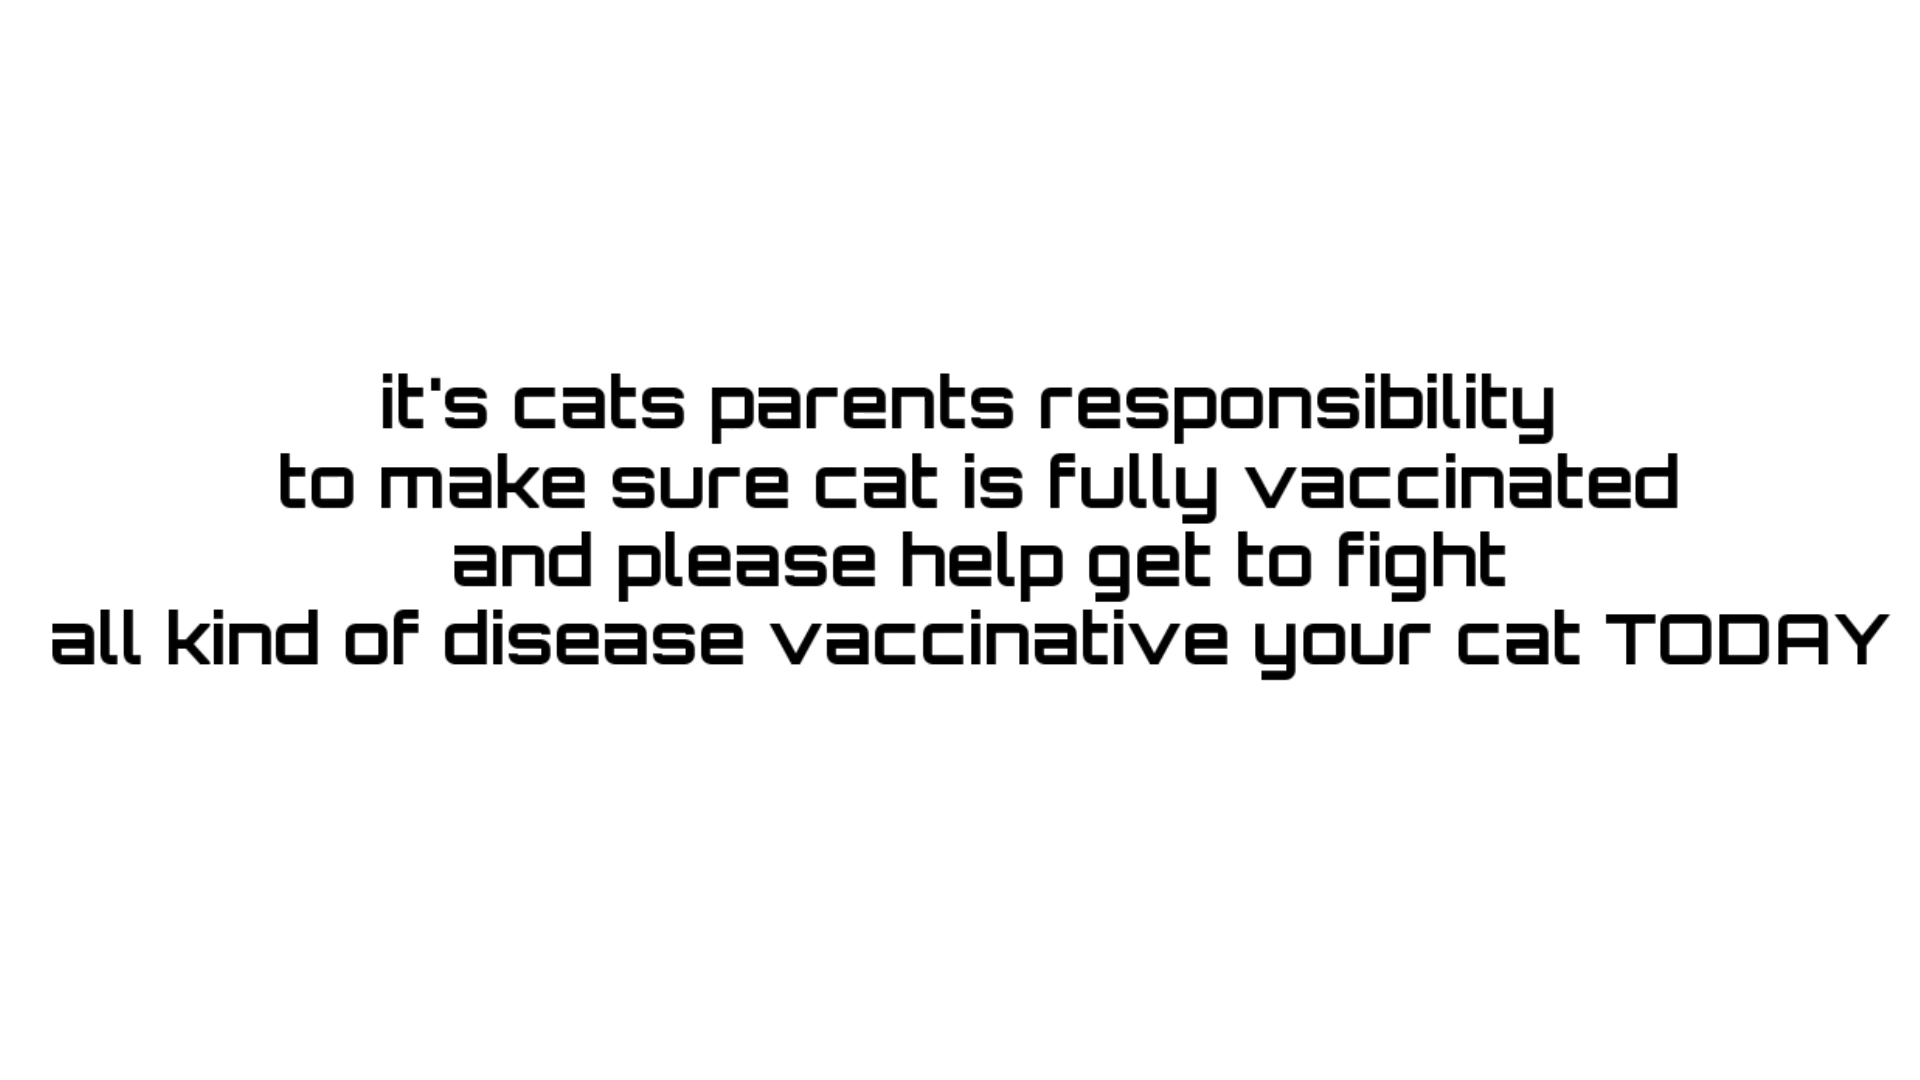 it's cats parents responsibility
to make sure cat is fully vaccinated
and please help get to fight
all kind of disease vaccinative your cat TODAY